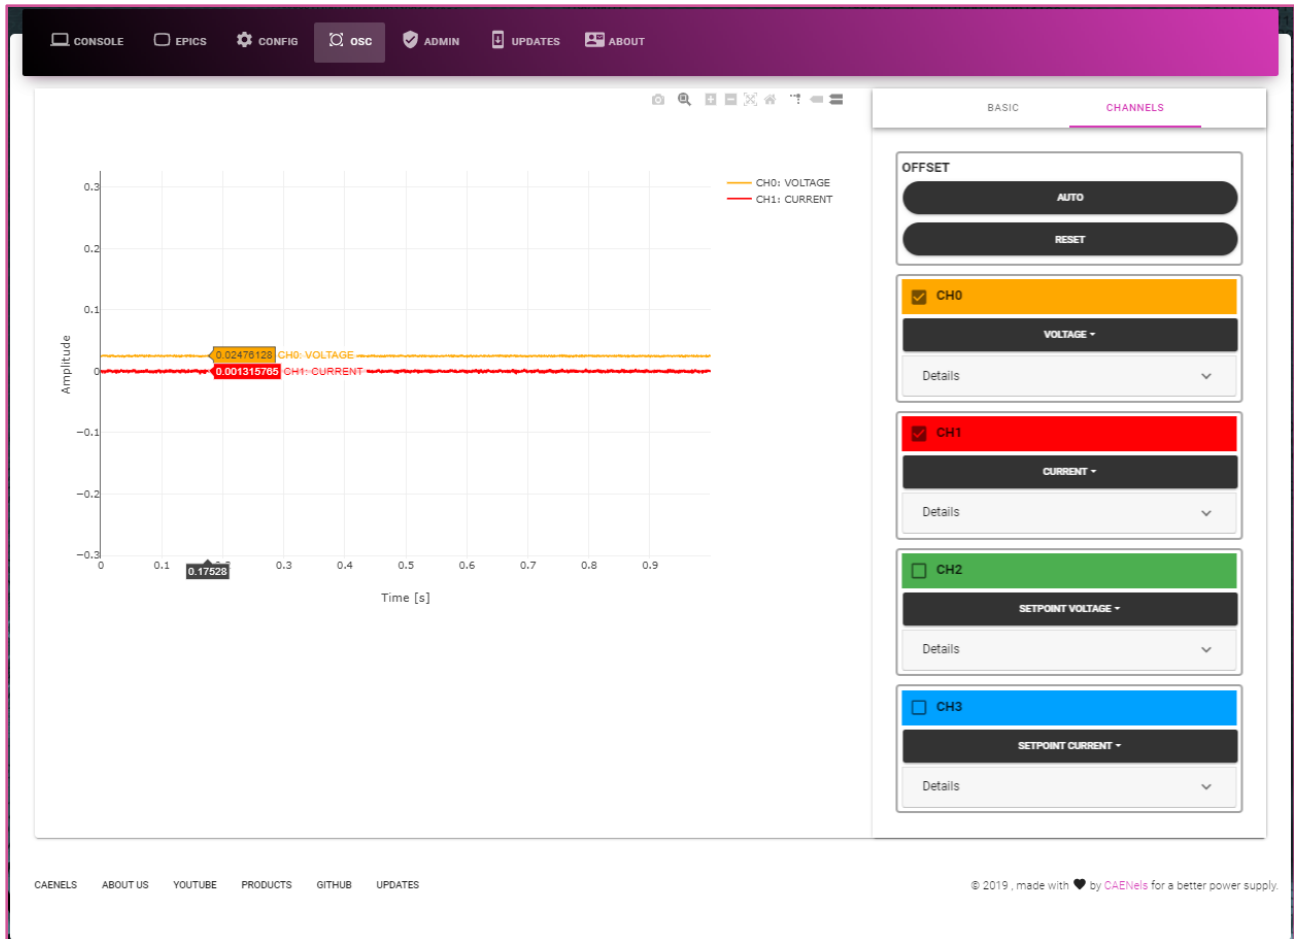 CONSOLE EPICS CONFIG OSC ADMIN UPDATES ABOUT
BASIC CHANNELS
CH0: VOLTAGE
CH1: CURRENT
0.3
0.2
0.1
0
−0.1
−0.2
−0.3
Amplitude
0.02476128 CH0: VOLTAGE
0.001315765 CH1: CURRENT
0 0.1 0.3 0.4 0.5 0.6 0.7 0.8 0.9
0.17528
Time [s]
OFFSET
AUTO
RESET
CH0
VOLTAGE
Details
CH1
CURRENT
Details
CH2
SETPOINT VOLTAGE
Details
CH3
SETPOINT CURRENT
Details
CAENELS ABOUT US YOUTUBE PRODUCTS GITHUB UPDATES
© 2019 , made with ♥ by CAENels for a better power supply.